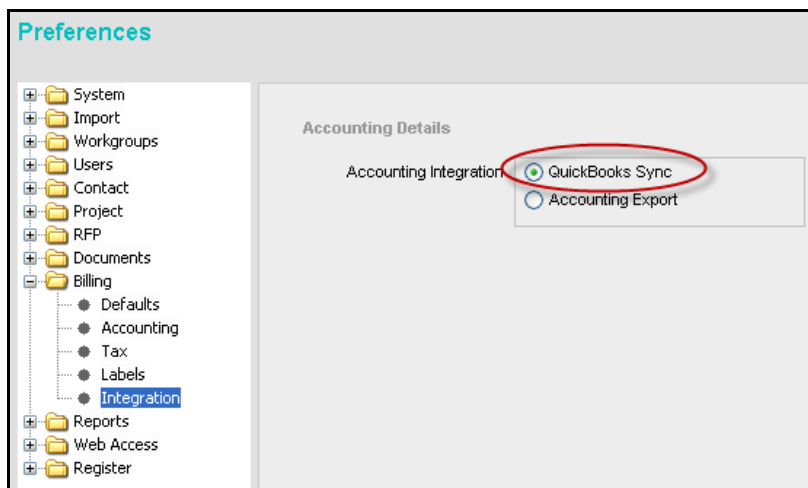 Preferences
System
Import
Workgroups
Users
Contact
Project
RFP
Documents
Billing
Defaults
Accounting
Tax
Labels
Integration
Reports
Web Access
Register
Accounting Details
Accounting Integration
QuickBooks Sync
Accounting Export